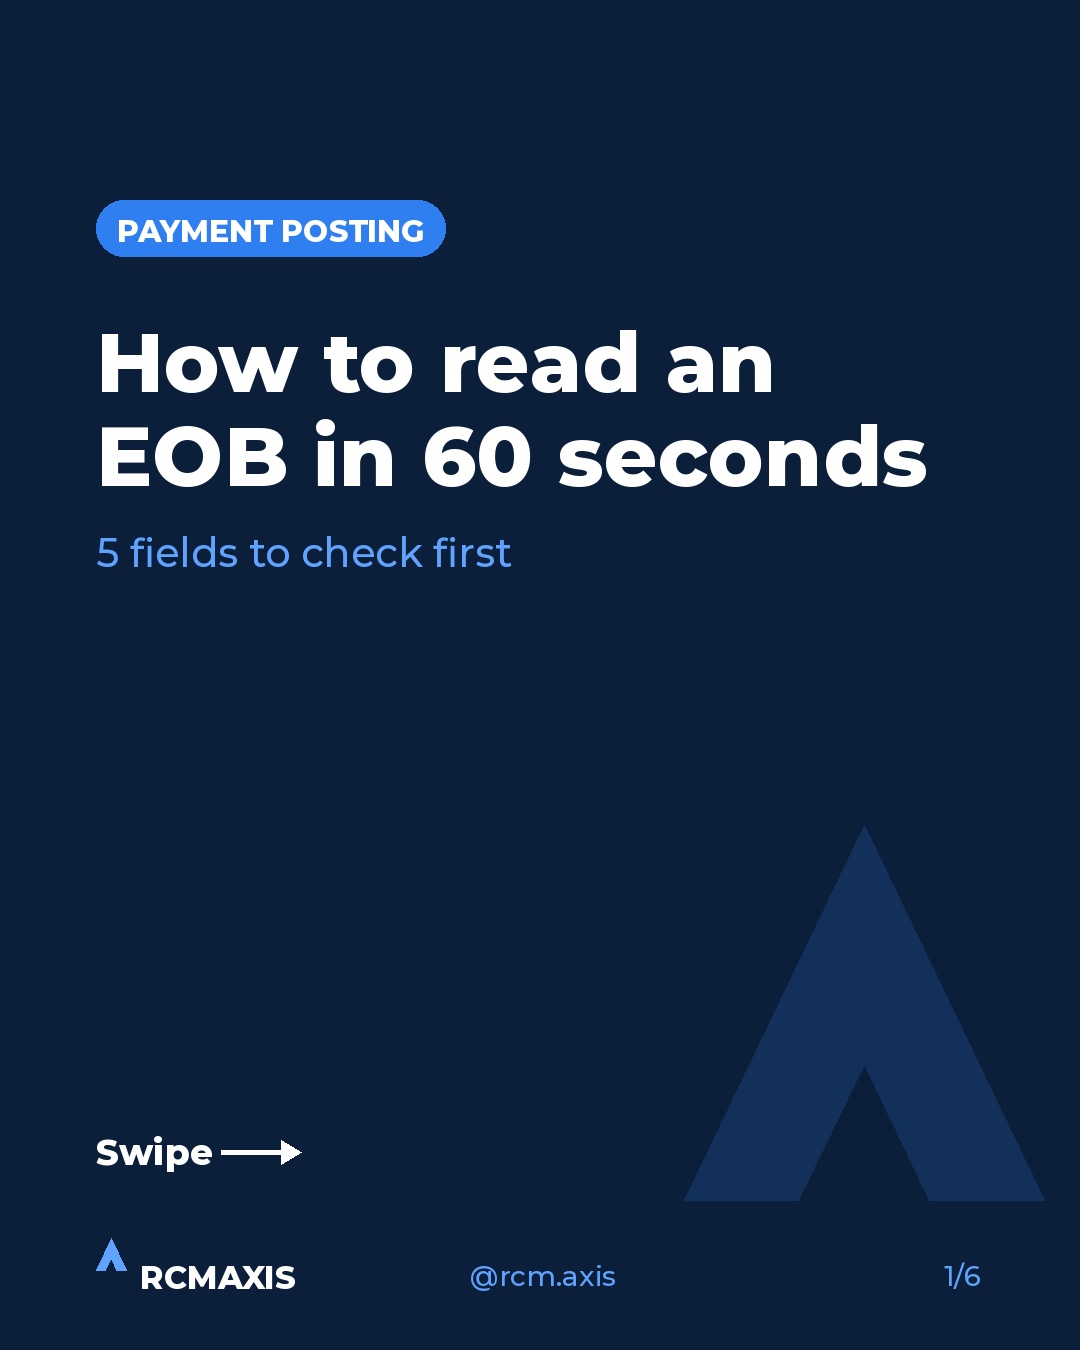 PAYMENT POSTING
How to read an
EOB in 60 seconds
5 fields to check first
Swipe
RCMAXIS
@rcm.axis
1/6